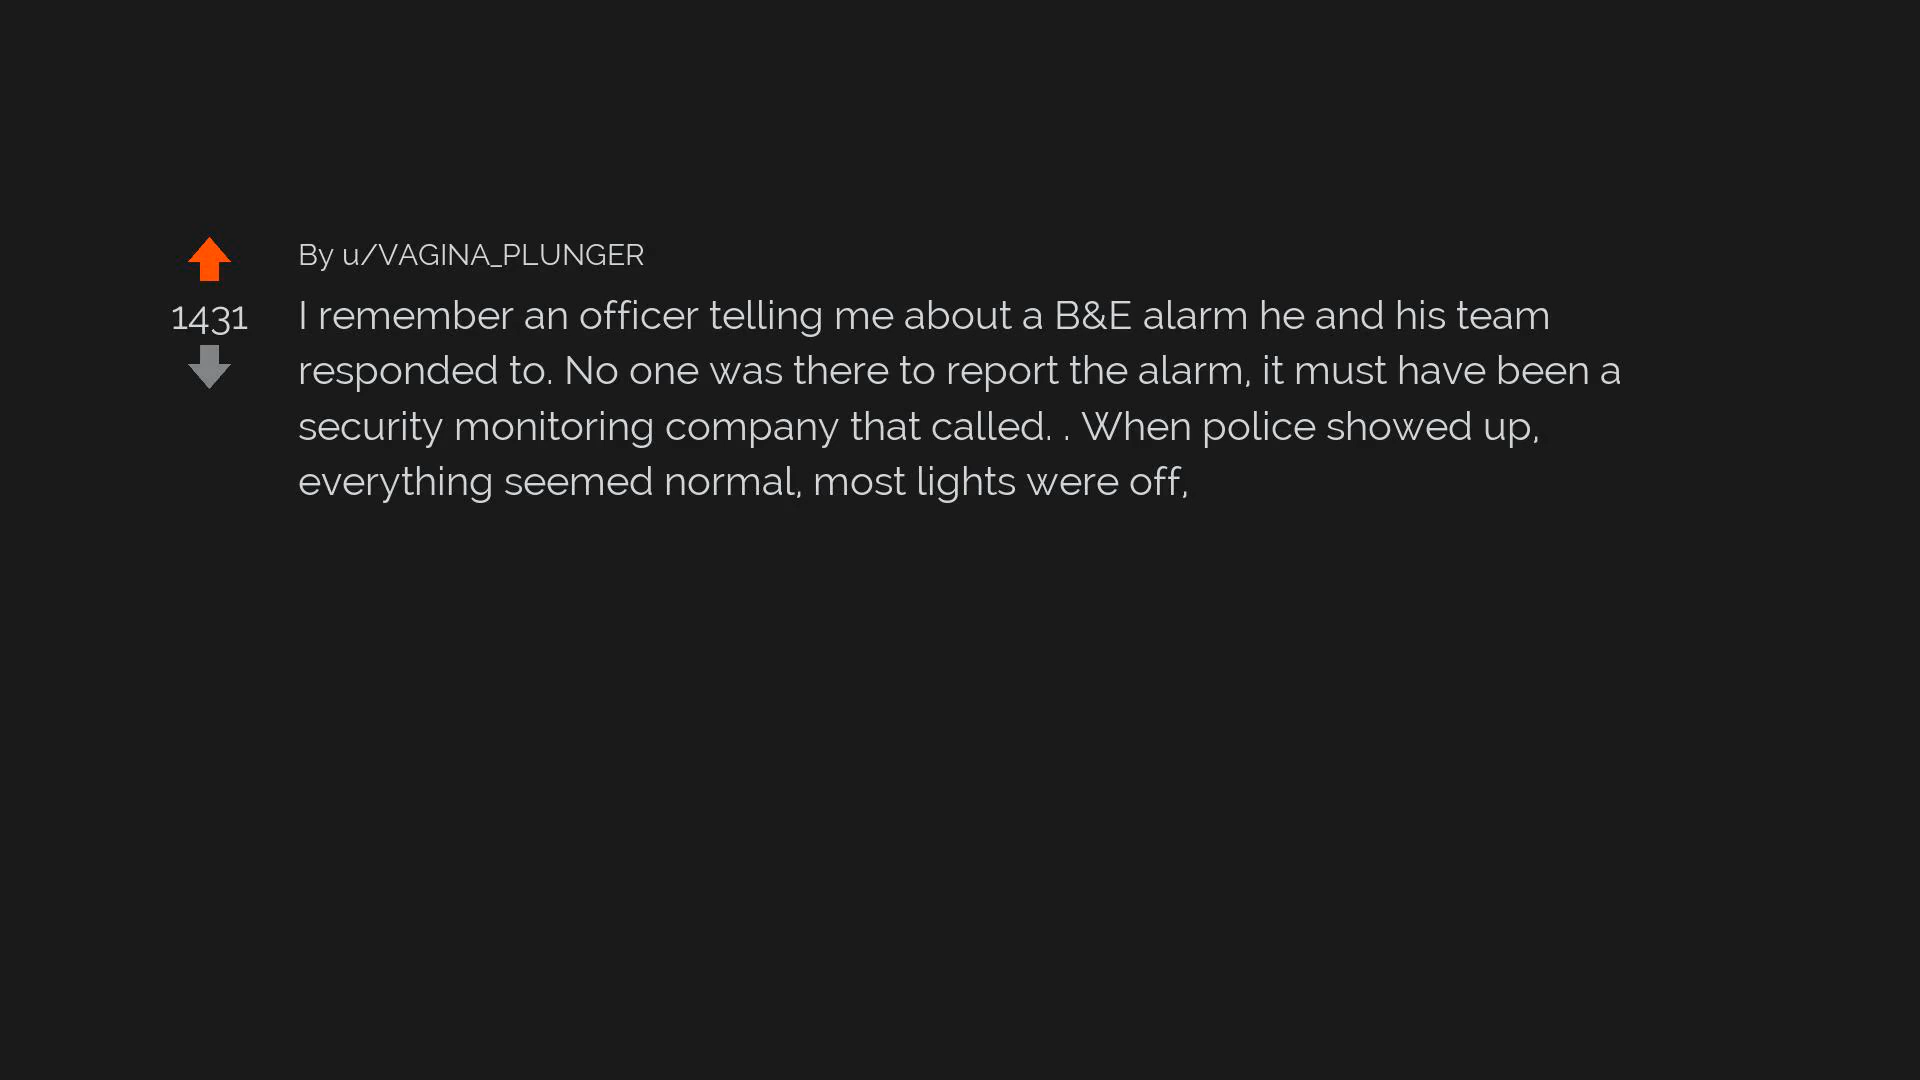 By u/VAGINA_PLUNGER
1431
I remember an officer telling me about a B&E alarm he and his team
responded to. No one was there to report the alarm, it must have been a
security monitoring company that called. . When police showed up,
everything seemed normal, most lights were off,